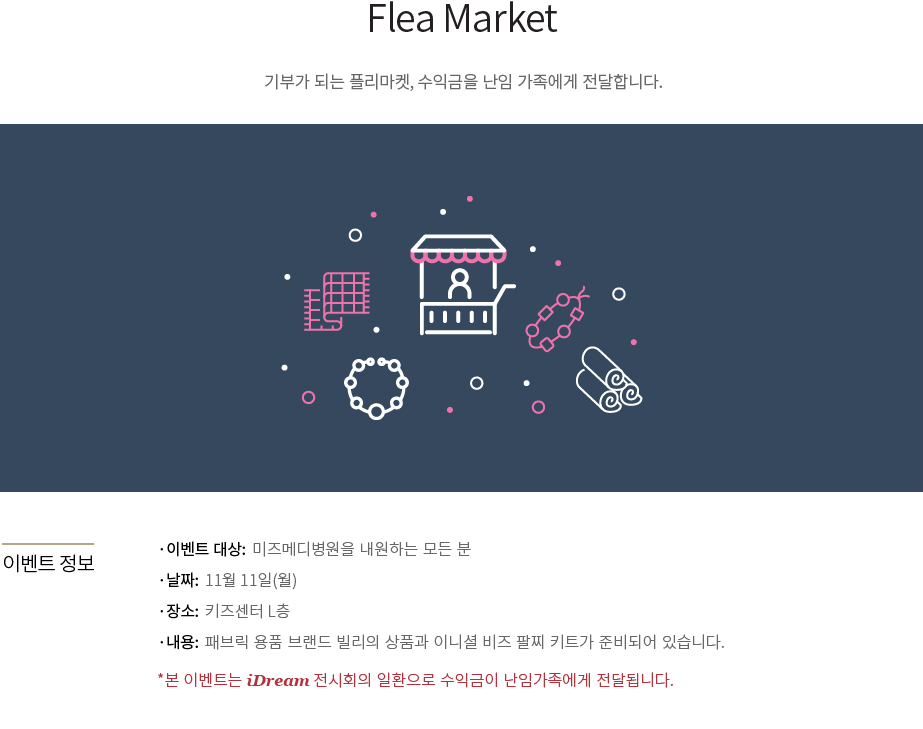 Flea Market
기부가 되는 플리마켓, 수익금을 난임 가족에게 전달합니다.
이벤트 정보
·이벤트 대상: 미즈메디병원을 내원하는 모든 분
·날짜: 11월 11일(월)
·장소: 키즈센터 L층
·내용: 패브릭 용품 브랜드 빌리의 상품과 이니셜 비즈 팔찌 키트가 준비되어 있습니다.
*본 이벤트는 iDream 전시회의 일환으로 수익금이 난임가족에게 전달됩니다.